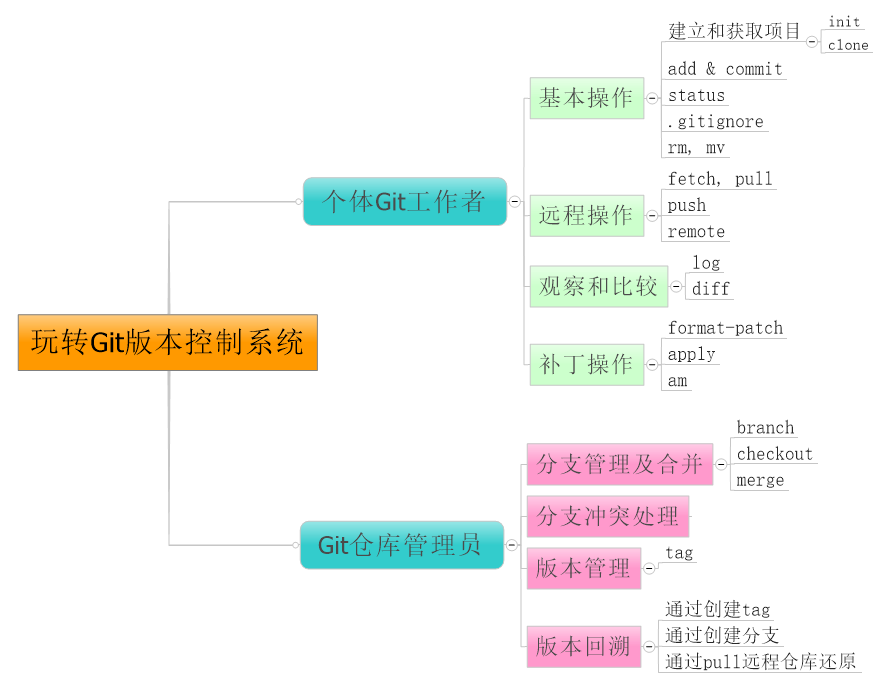 玩转Git版本控制系统
个体Git工作者
基本操作
建立和获取项目
init
clone
add & commit
status
.gitignore
rm, mv
远程操作
fetch, pull
push
remote
观察和比较
log
diff
补丁操作
format-patch
apply
am
Git仓库管理员
分支管理及合并
branch
checkout
merge
分支冲突处理
版本管理
tag
版本回溯
通过创建tag
通过创建分支
通过pull远程仓库还原